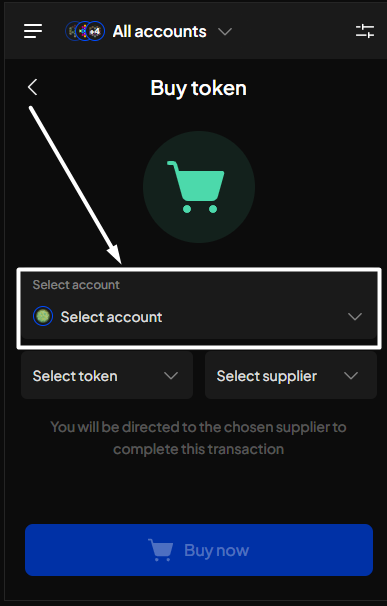 +4 All accounts
Buy token
Select account
Select account
Select token Select supplier
You will be directed to the chosen supplier to
complete this transaction
Buy now